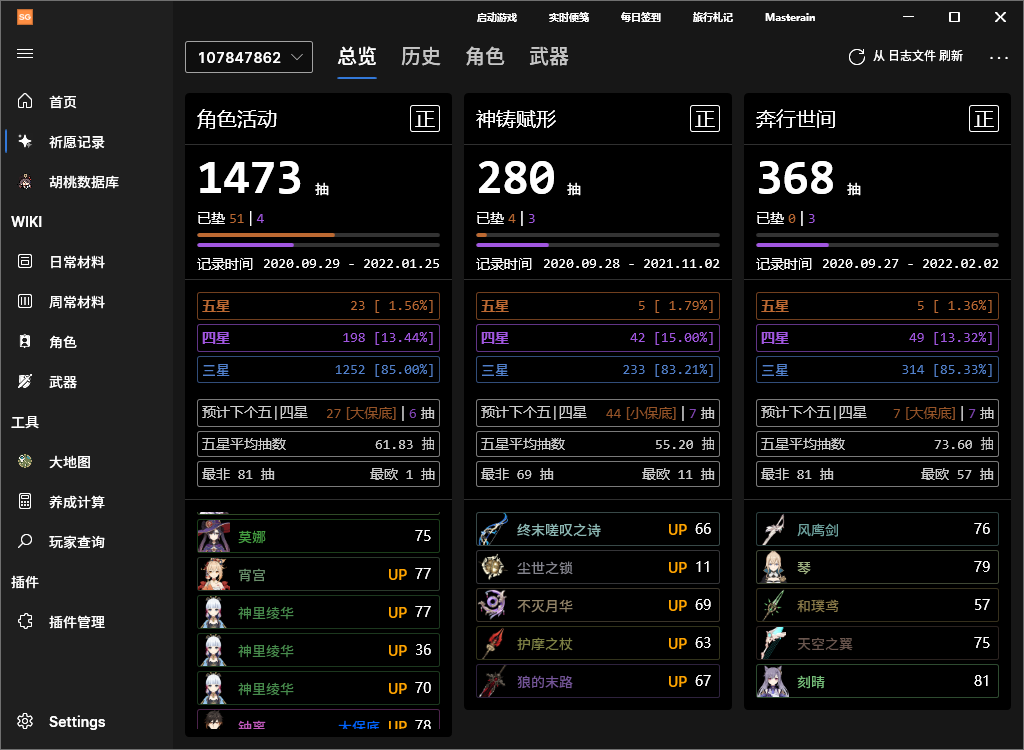 SG
启动游戏 实时便笺 每日签到 旅行札记 Masterain
107847862 总览 历史 角色 武器 从 日志文件 刷新 ...
首页
祈愿记录
胡桃数据库
WIKI
日常材料
周常材料
角色
武器
工具
大地图
养成计算
玩家查询
插件
插件管理
Settings
角色活动 正
1473 抽
已垫 51 | 4
记录时间 2020.09.29 - 2022.01.25
五星 23 [ 1.56%]
四星 198 [13.44%]
三星 1252 [85.00%]
预计下个五|四星 27 [大保底] | 6 抽
五星平均抽数 61.83 抽
最非 81 抽 最欧 1 抽
莫娜 75
宵宫 UP 77
神里绫华 UP 77
神里绫华 UP 36
神里绫华 UP 70
钟离 大保底 UP 78
神铸赋形 正
280 抽
已垫 4 | 3
记录时间 2020.09.28 - 2021.11.02
五星 5 [ 1.79%]
四星 42 [15.00%]
三星 233 [83.21%]
预计下个五|四星 44 [小保底] | 7 抽
五星平均抽数 55.20 抽
最非 69 抽 最欧 11 抽
终末嗟叹之诗 UP 66
尘世之锁 UP 11
不灭月华 UP 69
护摩之杖 UP 63
狼的末路 UP 67
奔行世间 正
368 抽
已垫 0 | 3
记录时间 2020.09.27 - 2022.02.02
五星 5 [ 1.36%]
四星 49 [13.32%]
三星 314 [85.33%]
预计下个五|四星 7 [大保底] | 7 抽
五星平均抽数 73.60 抽
最非 81 抽 最欧 57 抽
风鹰剑 76
琴 79
和璞鸢 57
天空之翼 75
刻晴 81